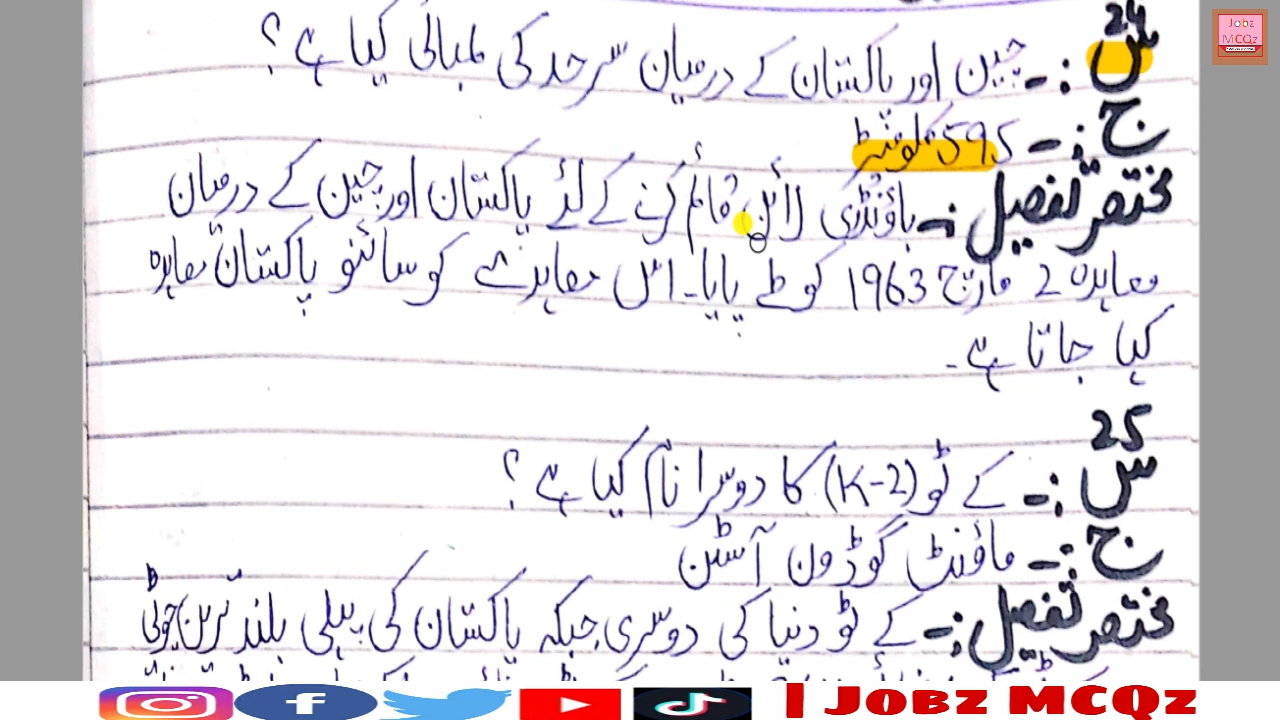 24
س:- چین اور پاکستان کے درمیان سرحد کی لمبائی کیا ہے؟
ج:- 595 کلومیٹر
مختصر تفصیل:- باؤنڈری لائن قائم کرنے کے لئے پاکستان اور چین کے درمیان
معاہدہ 2 مارچ 1963 کو طے پایا۔ اس معاہدے کو سائنو پاکستان معاہدہ
کہا جاتا ہے۔
25
س:- کے ٹو (K-2) کا دوسرا نام کیا ہے؟
ج:- ماؤنٹ گوڈون آسٹن
مختصر تفصیل:- کے ٹو دنیا کی دوسری جبکہ پاکستان کی پہلی بلند ترین چوٹی
Jobz
MCQz
| Jobz MCQz